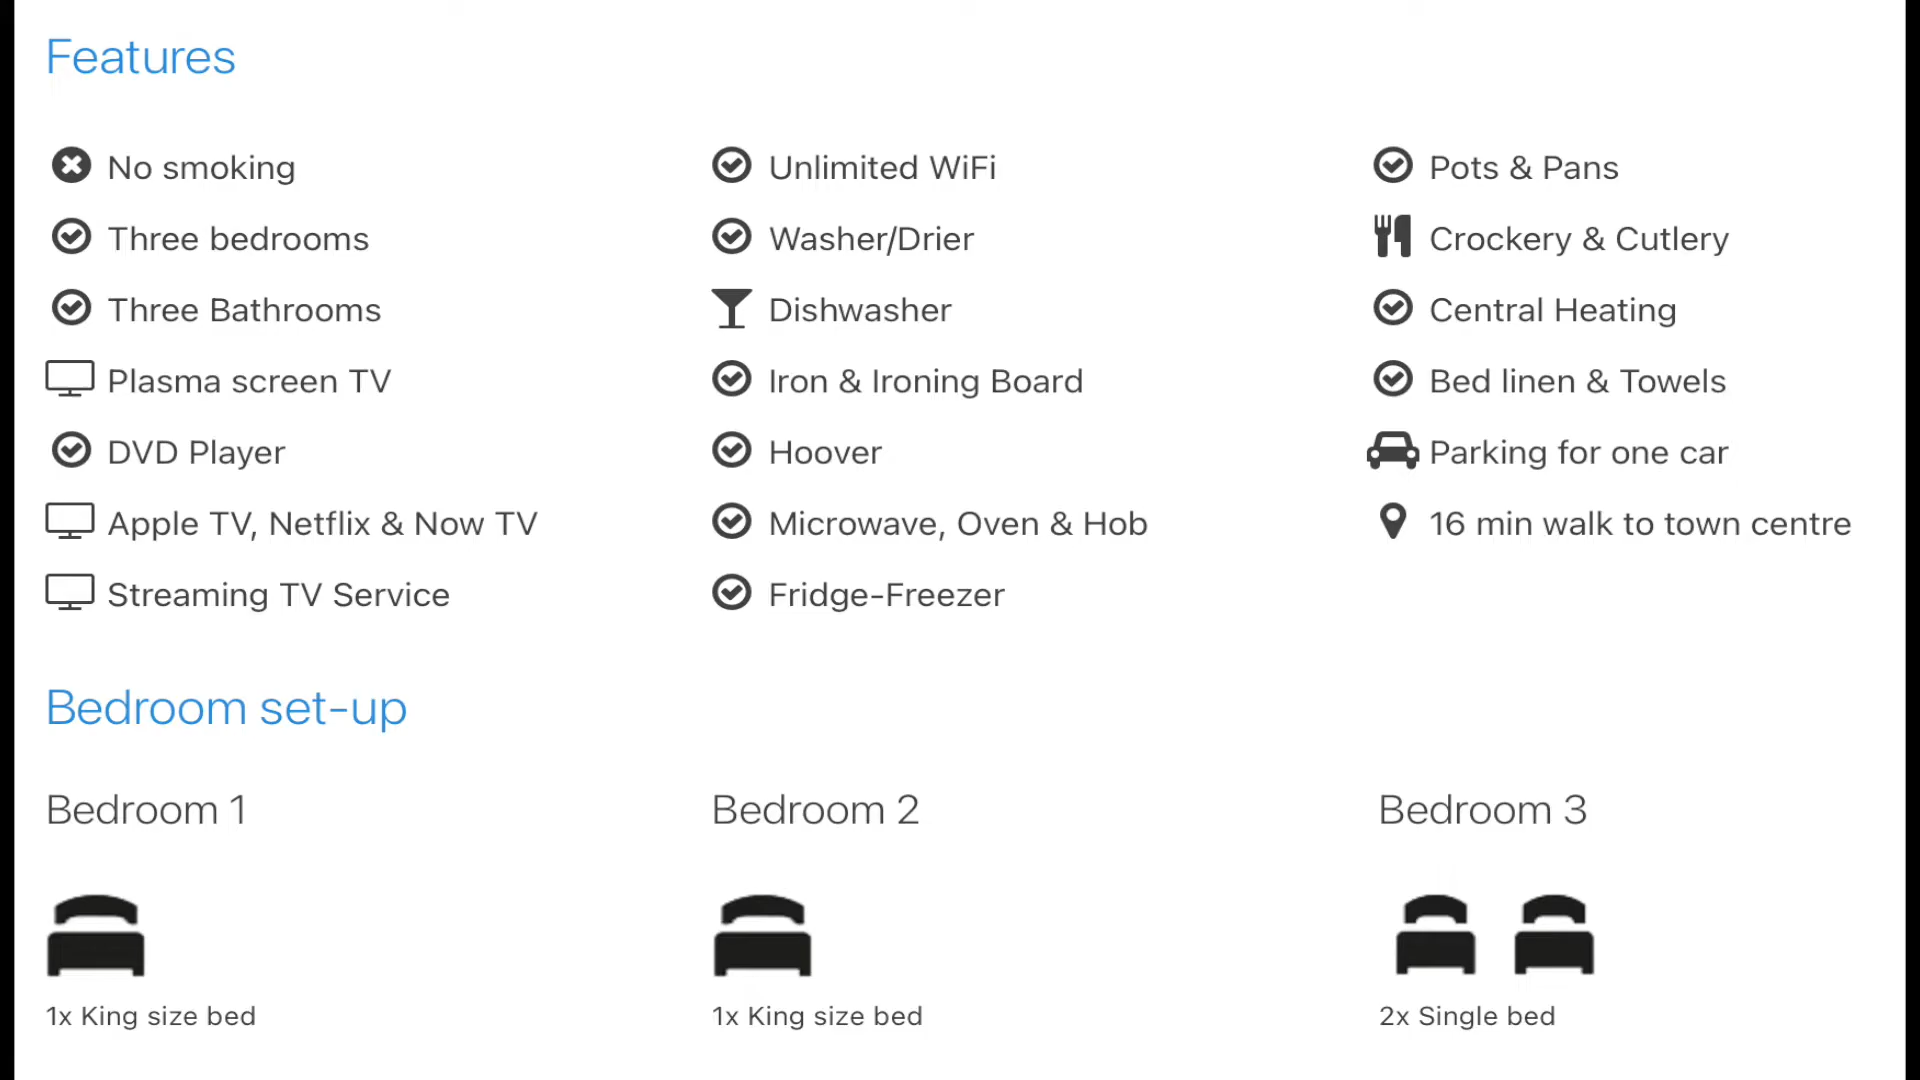 Features
No smoking
Three bedrooms
Three Bathrooms
Plasma screen TV
DVD Player
Apple TV, Netflix & Now TV
Streaming TV Service
Unlimited WiFi
Washer/Drier
Dishwasher
Iron & Ironing Board
Hoover
Microwave, Oven & Hob
Fridge-Freezer
Pots & Pans
Crockery & Cutlery
Central Heating
Bed linen & Towels
Parking for one car
16 min walk to town centre
Bedroom set-up
Bedroom 1
1x King size bed
Bedroom 2
1x King size bed
Bedroom 3
2x Single bed